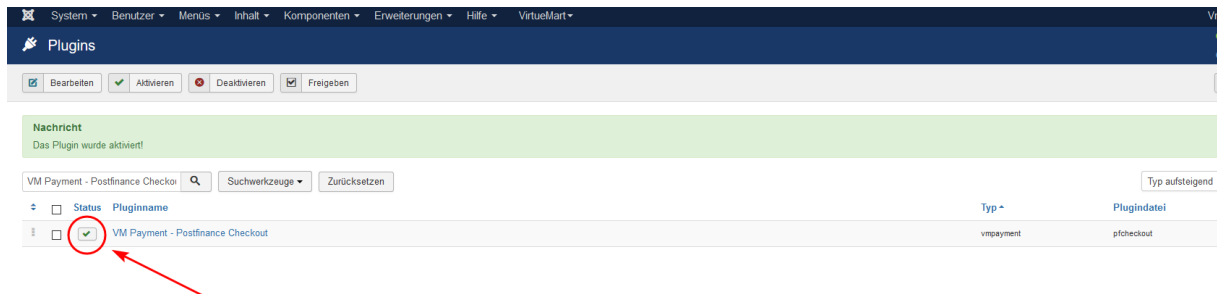 System Benutzer Menüs Inhalt Komponenten Erweiterungen Hilfe VirtueMart
Plugins
Bearbeiten Aktivieren Deaktivieren Freigeben
Nachricht
Das Plugin wurde aktiviert!
VM Payment - Postfinance Checkou Suchwerkzeuge Zurücksetzen Typ aufsteigend
Status Pluginname Typ Plugindatei
VM Payment - Postfinance Checkout vmpayment pfcheckout